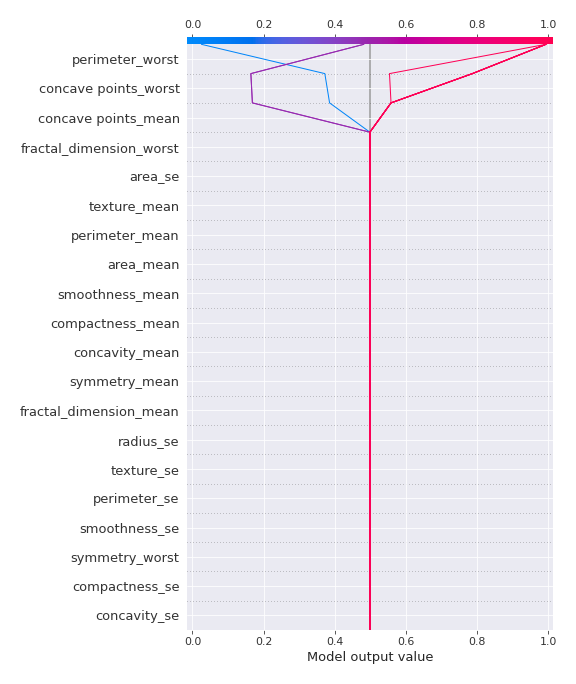 0.0 0.2 0.4 0.6 0.8 1.0
perimeter_worst
concave points_worst
concave points_mean
fractal_dimension_worst
area_se
texture_mean
perimeter_mean
area_mean
smoothness_mean
compactness_mean
concavity_mean
symmetry_mean
fractal_dimension_mean
radius_se
texture_se
perimeter_se
smoothness_se
symmetry_worst
compactness_se
concavity_se
0.0 0.2 0.4 0.6 0.8 1.0
Model output value